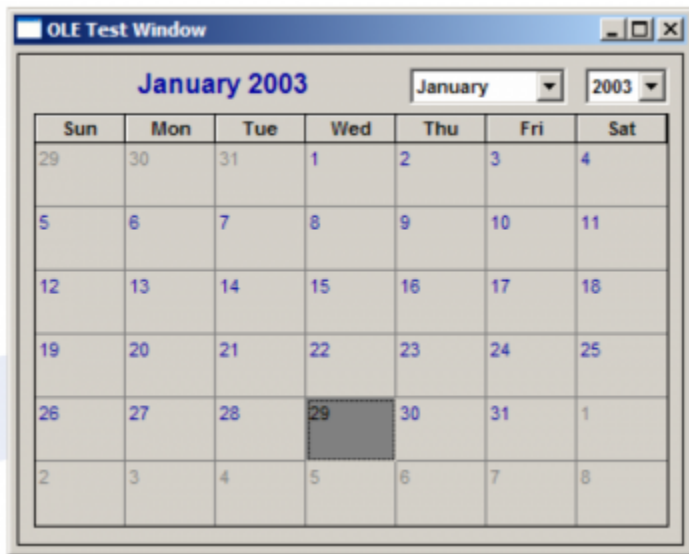 OLE Test Window
January 2003 January 2003
Sun Mon Tue Wed Thu Fri Sat
29 30 31 1 2 3 4
5 6 7 8 9 10 11
12 13 14 15 16 17 18
19 20 21 22 23 24 25
26 27 28 29 30 31 1
2 3 4 5 6 7 8